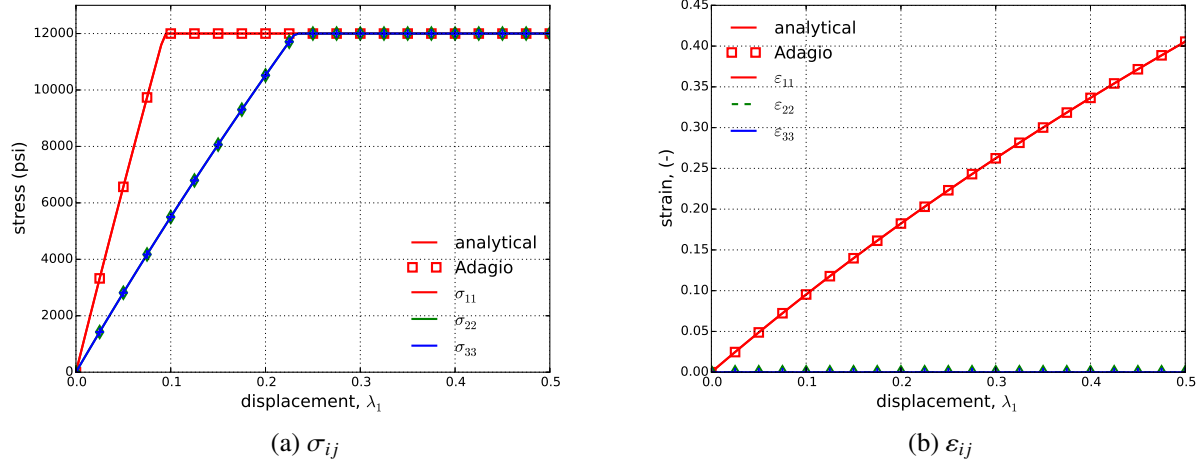 12000
10000
8000
6000
4000
2000
0
stress (psi)
analytical
Adagio
σ11
σ22
σ33
0.0 0.1 0.2 0.3 0.4 0.5
displacement, λ1
(a) σij
0.45
0.40
0.35
0.30
0.25
0.20
0.15
0.10
0.05
0.00
strain, (-)
analytical
Adagio
ε11
ε22
ε33
0.0 0.1 0.2 0.3 0.4 0.5
displacement, λ1
(b) εij